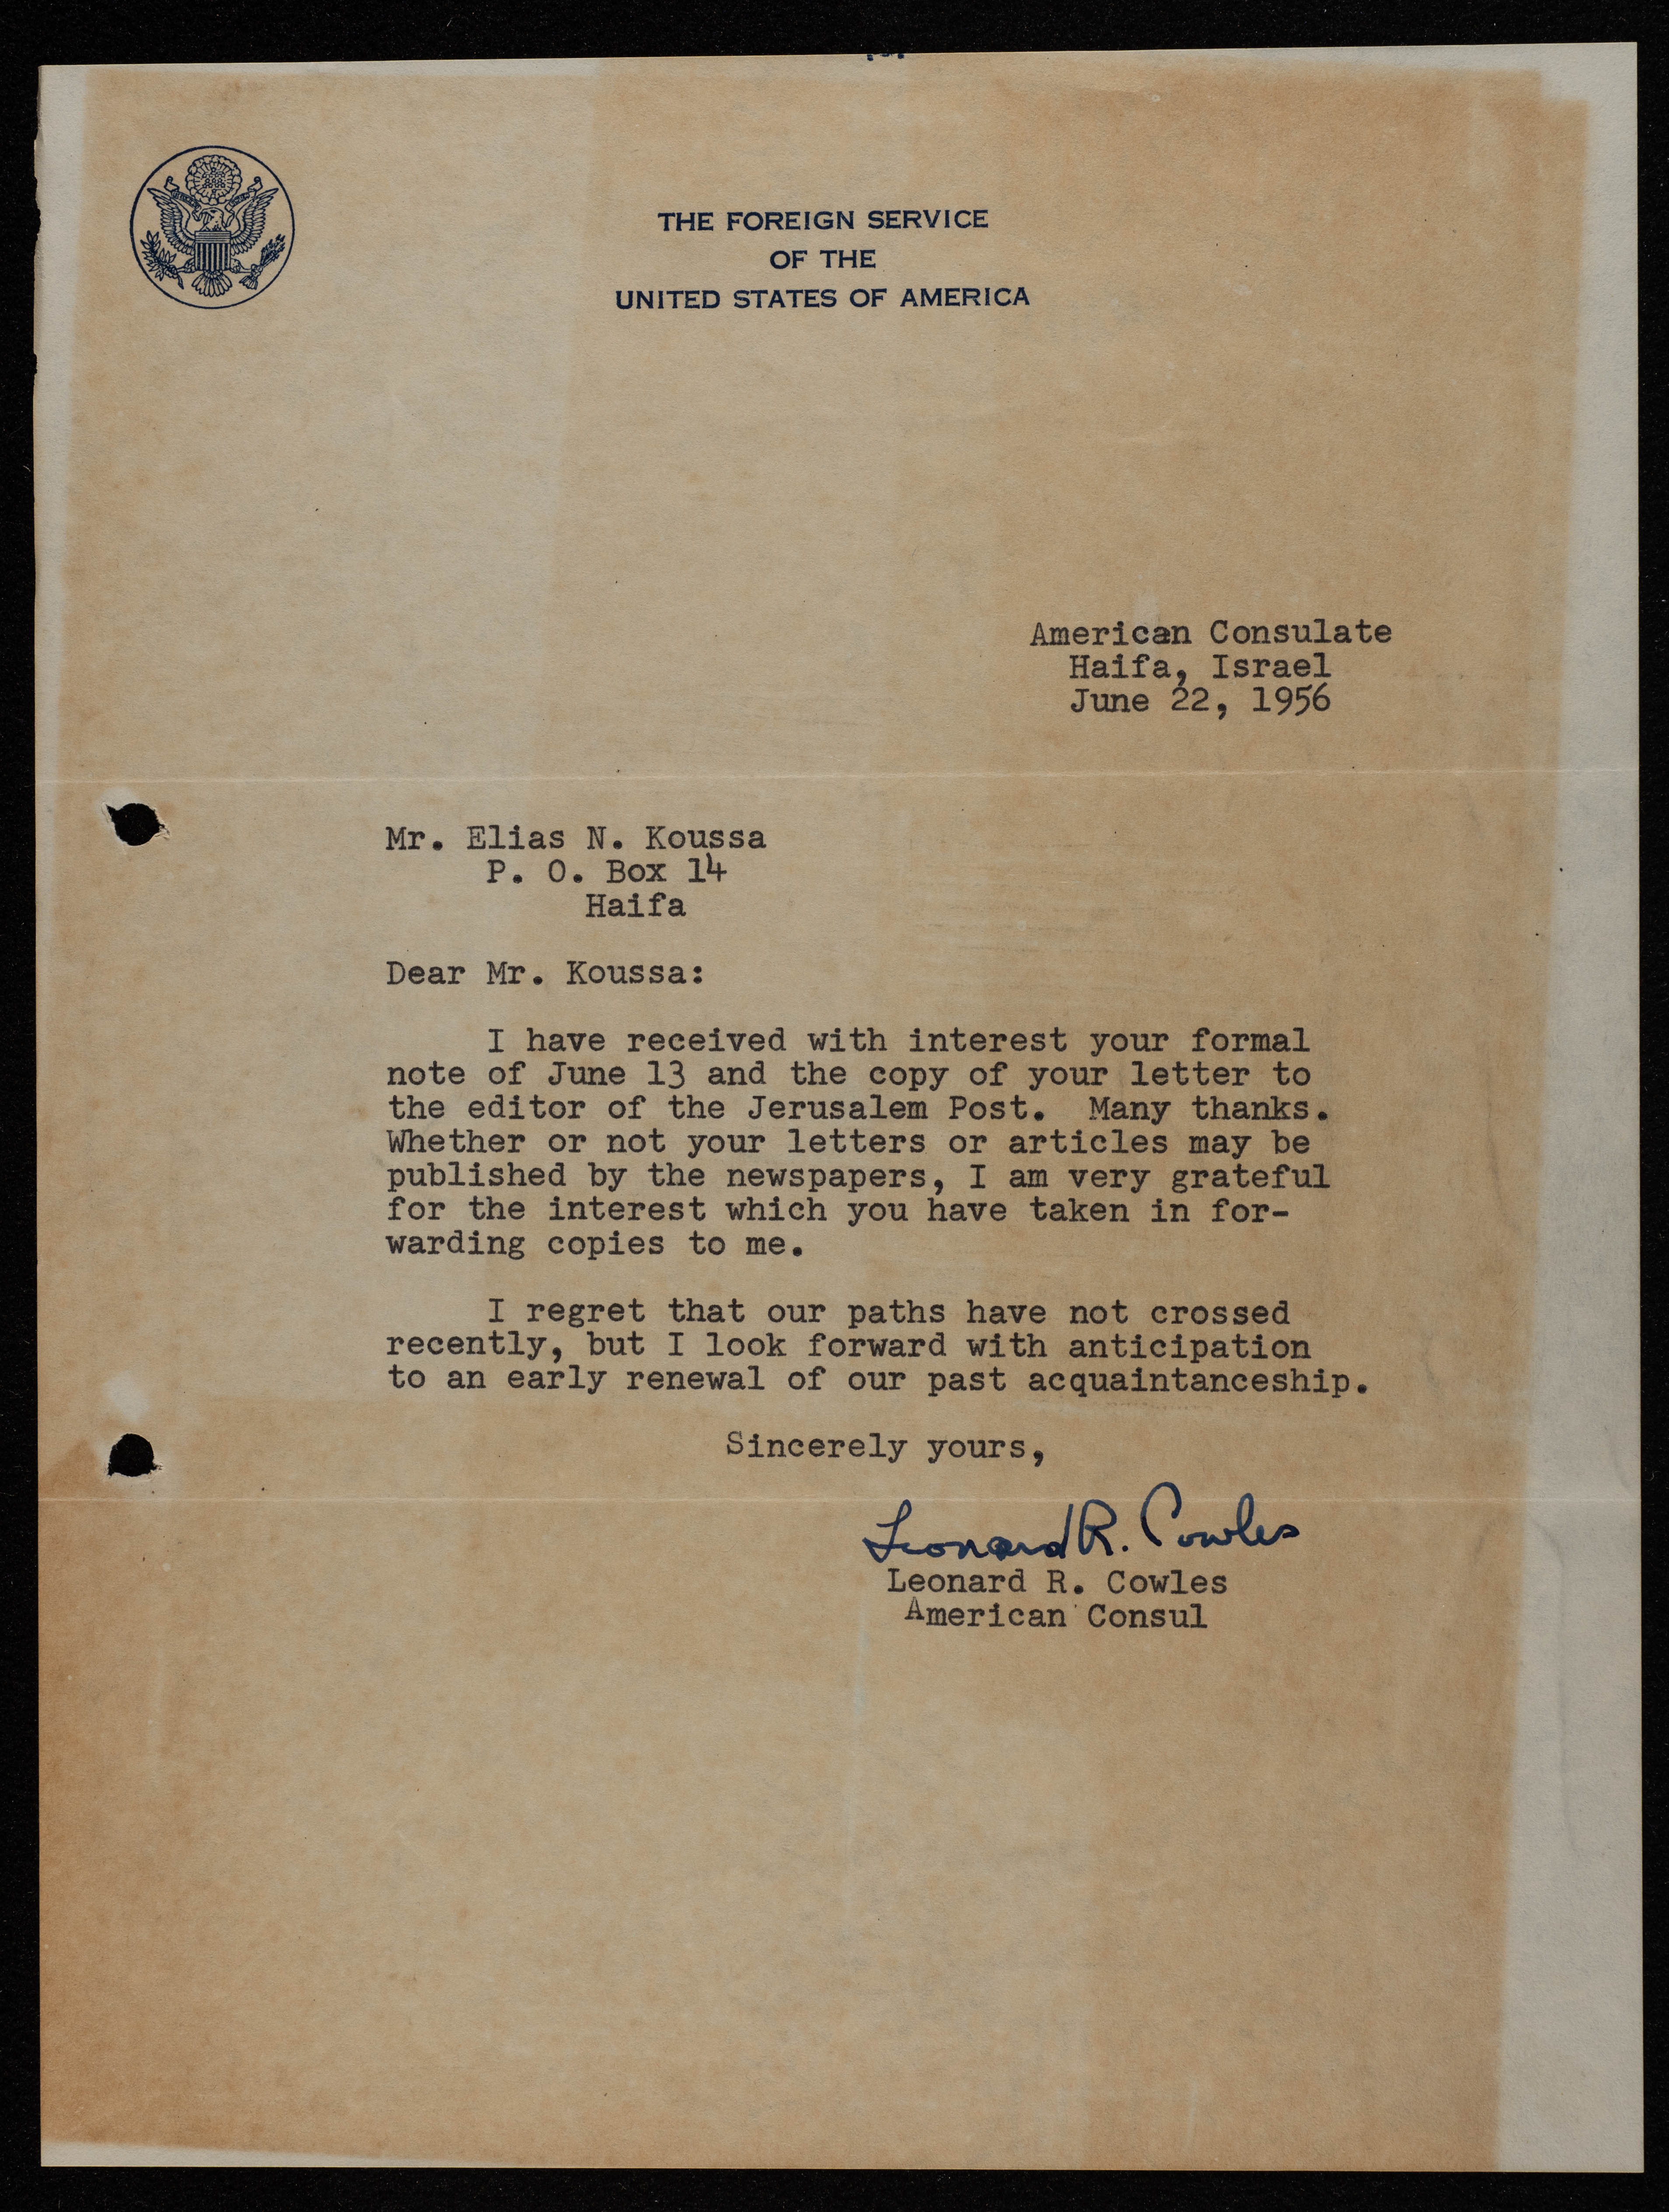 THE FOREIGN SERVICE
OF THE
UNITED STATES OF AMERICA
American Consulate
Haifa, Israel
June 22, 1956
Mr. Elias N. Koussa
P. O. Box 14
Haifa
Dear Mr. Koussa:
I have received with interest your formal
note of June 13 and the copy of your letter to
the editor of the Jerusalem Post.  Many thanks.
Whether or not your letters or articles may be
published by the newspapers, I am very grateful
for the interest which you have taken in for-
warding copies to me.
I regret that our paths have not crossed
recently, but I look forward with anticipation
to an early renewal of our past acquaintanceship.
Sincerely yours,
Leonard R. Cowles
Leonard R. Cowles
American Consul